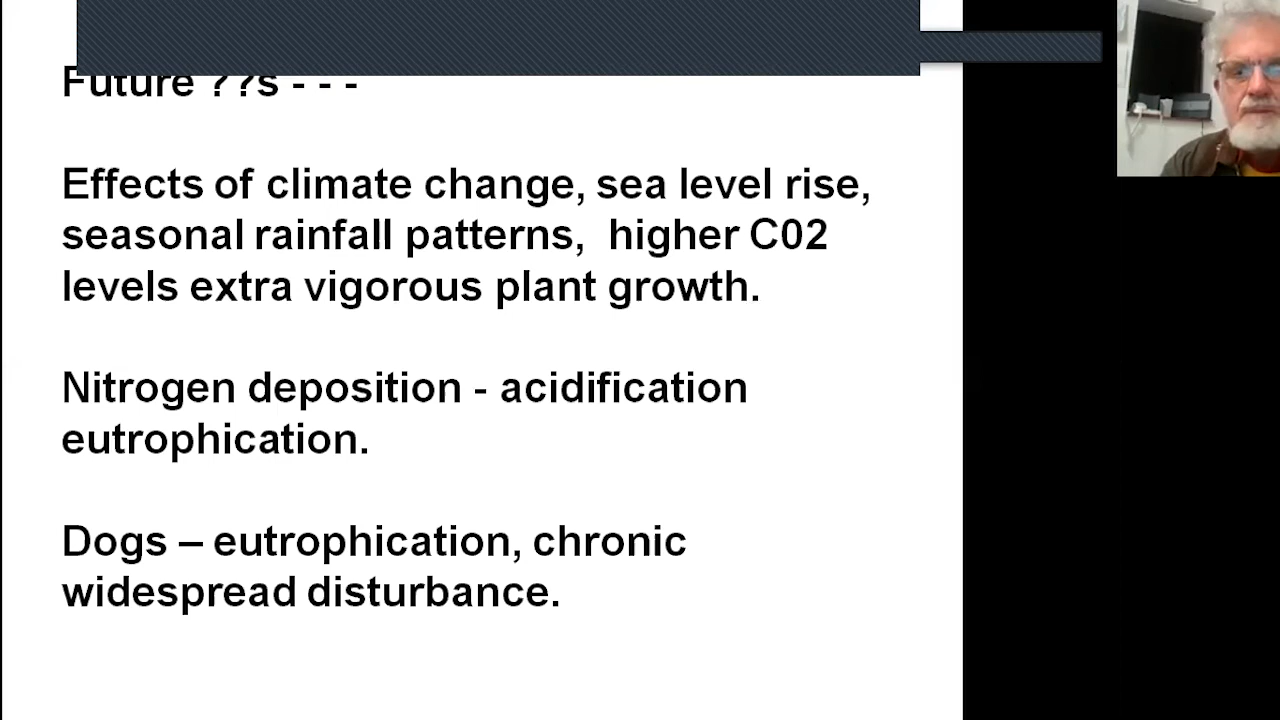 Future ??s - - -
Effects of climate change, sea level rise,
seasonal rainfall patterns,  higher C02
levels extra vigorous plant growth.
Nitrogen deposition - acidification
eutrophication.
Dogs – eutrophication, chronic
widespread disturbance.